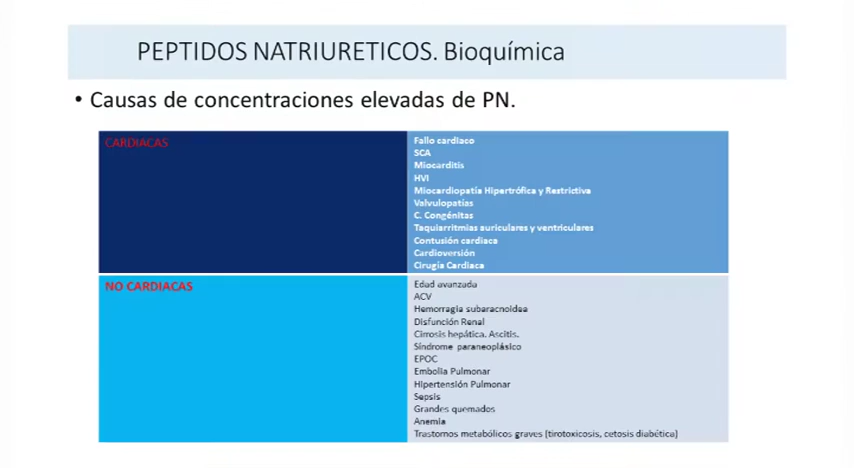 PEPTIDOS NATRIURETICOS. Bioquímica
• Causas de concentraciones elevadas de PN.
CARDIACAS
Fallo cardiaco
SCA
Miocarditis
HVI
Miocardiopatía Hipertrófica y Restrictiva
Valvulopatías
C. Congénitas
Taquiarritmias auriculares y ventriculares
Contusión cardiaca
Cardioversión
Cirugía Cardiaca
NO CARDIACAS
Edad avanzada
ACV
Hemorragia subaracnoidea
Disfunción Renal
Cirrosis hepática. Ascitis.
Síndrome paraneoplásico
EPOC
Embolia Pulmonar
Hipertensión Pulmonar
Sepsis
Grandes quemados
Anemia
Trastornos metabólicos graves (tirotoxicosis, cetosis diabética)